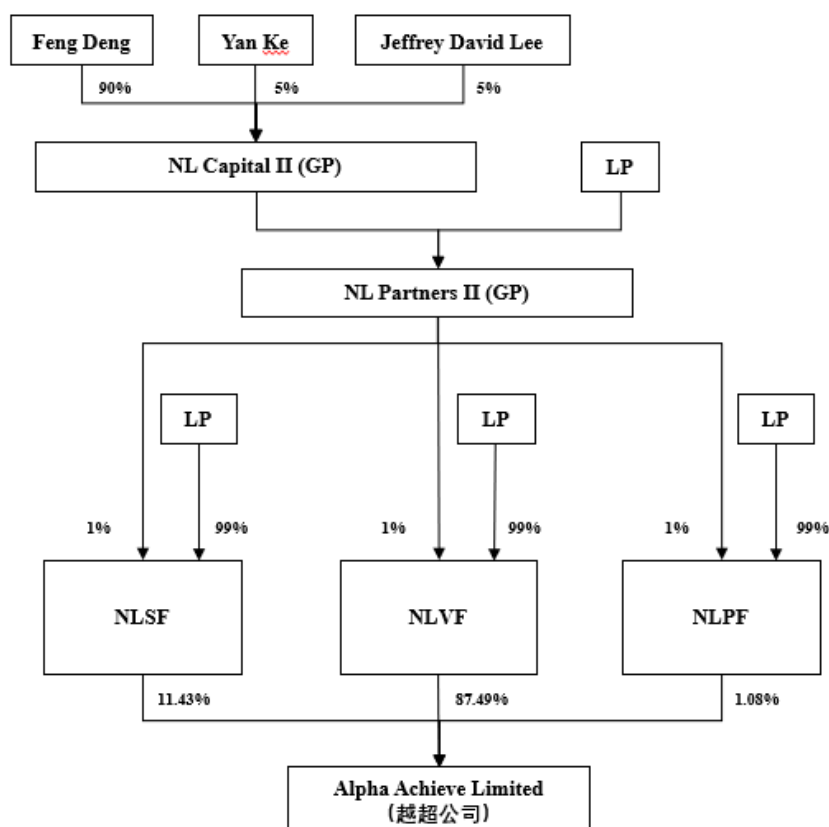 Feng Deng
Yan Ke
Jeffrey David Lee
90%
5%
5%
NL Capital II (GP)
LP
NL Partners II (GP)
LP
LP
LP
1%
99%
1%
99%
1%
99%
NLSF
NLVF
NLPF
11.43%
87.49%
1.08%
Alpha Achieve Limited
(越超公司)